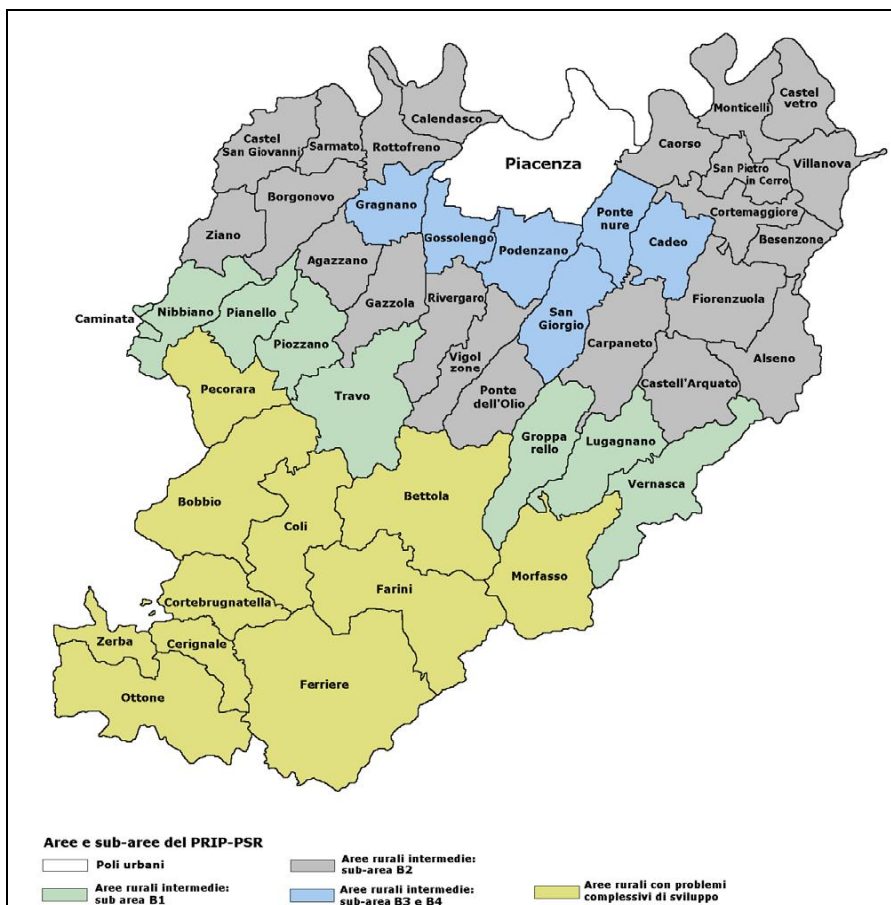 Castel
San Giovanni
Sarmato
Rottofreno
Calendasco
Piacenza
Caorso
Monticelli
Castel
vetro
San Pietro
in Cerro
Villanova
Borgonovo
Gragnano
Ziano
Gossolengo
Podenzano
Ponte
nure
Cadeo
Cortemaggiore
Besenzone
Agazzano
Gazzola
Rivergaro
San
Giorgio
Fiorenzuola
Caminata
Nibbiano
Pianello
Piozzano
Vigol
zone
Carpaneto
Alseno
Pecorara
Travo
Ponte
dell'Olio
Castell'Arquato
Groppa
rello
Lugagnano
Vernasca
Bobbio
Coli
Bettola
Morfasso
Cortebrugnatella
Farini
Zerba
Cerignale
Ottone
Ferriere
Aree e sub-aree del PRIP-PSR
Poli urbani
Aree rurali intermedie:
sub-area B2
Aree rurali intermedie:
sub area B1
Aree rurali intermedie:
sub-area B3 e B4
Aree rurali con problemi
complessivi di sviluppo